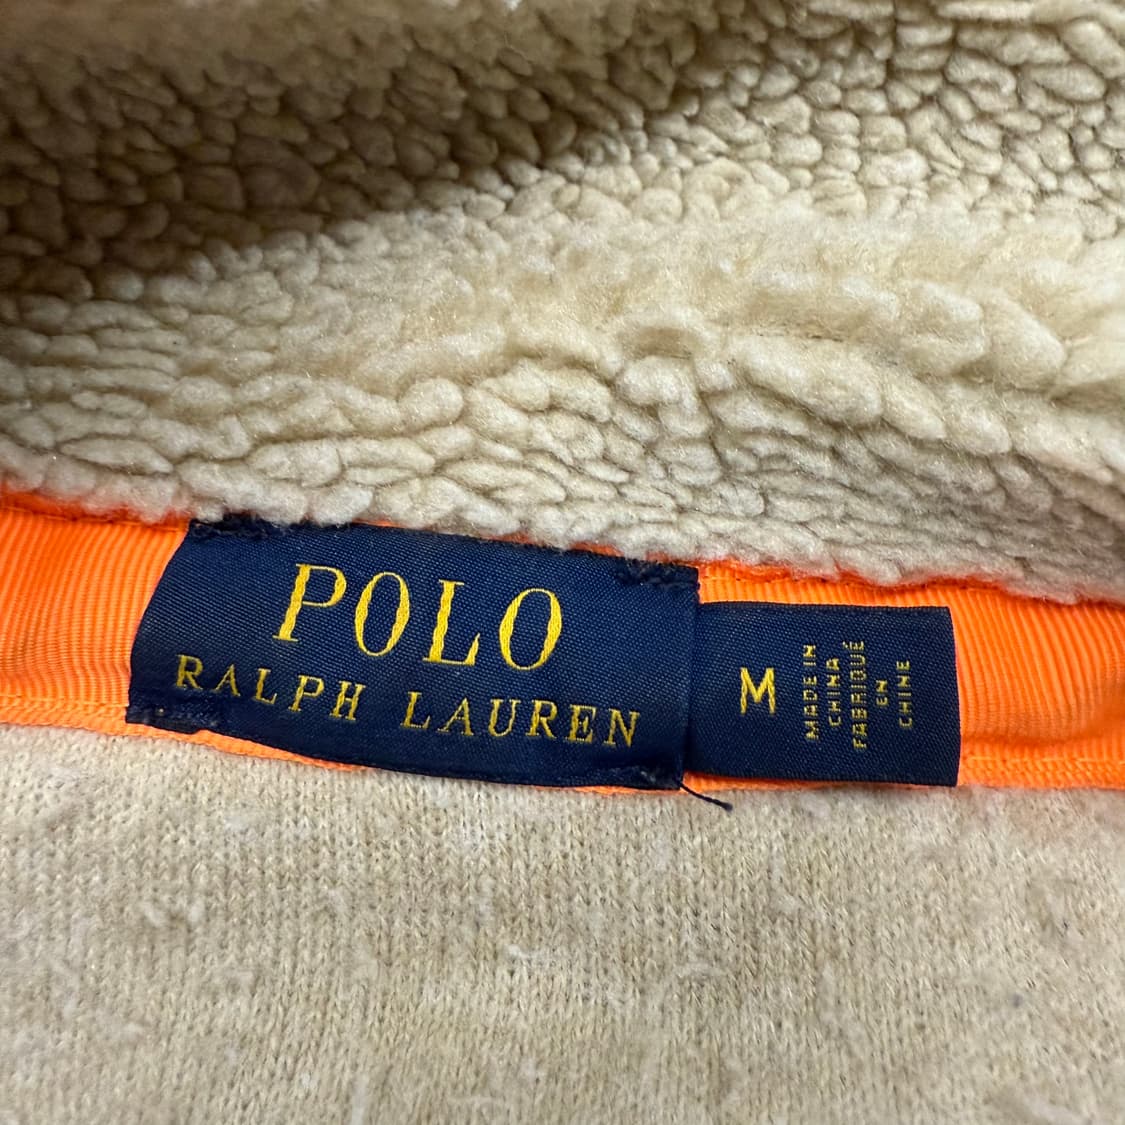 POLO
RALPH LAUREN
M
MADE IN
CHINA
FABRIQUÉ
EN
CHINE